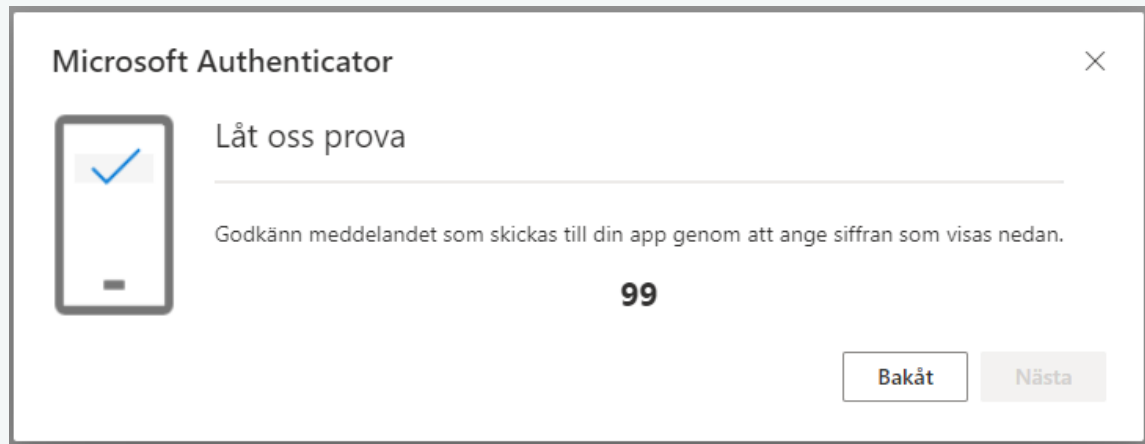 Microsoft Authenticator
Låt oss prova
Godkänn meddelandet som skickas till din app genom att ange siffran som visas nedan.
99
Bakåt
Nästa